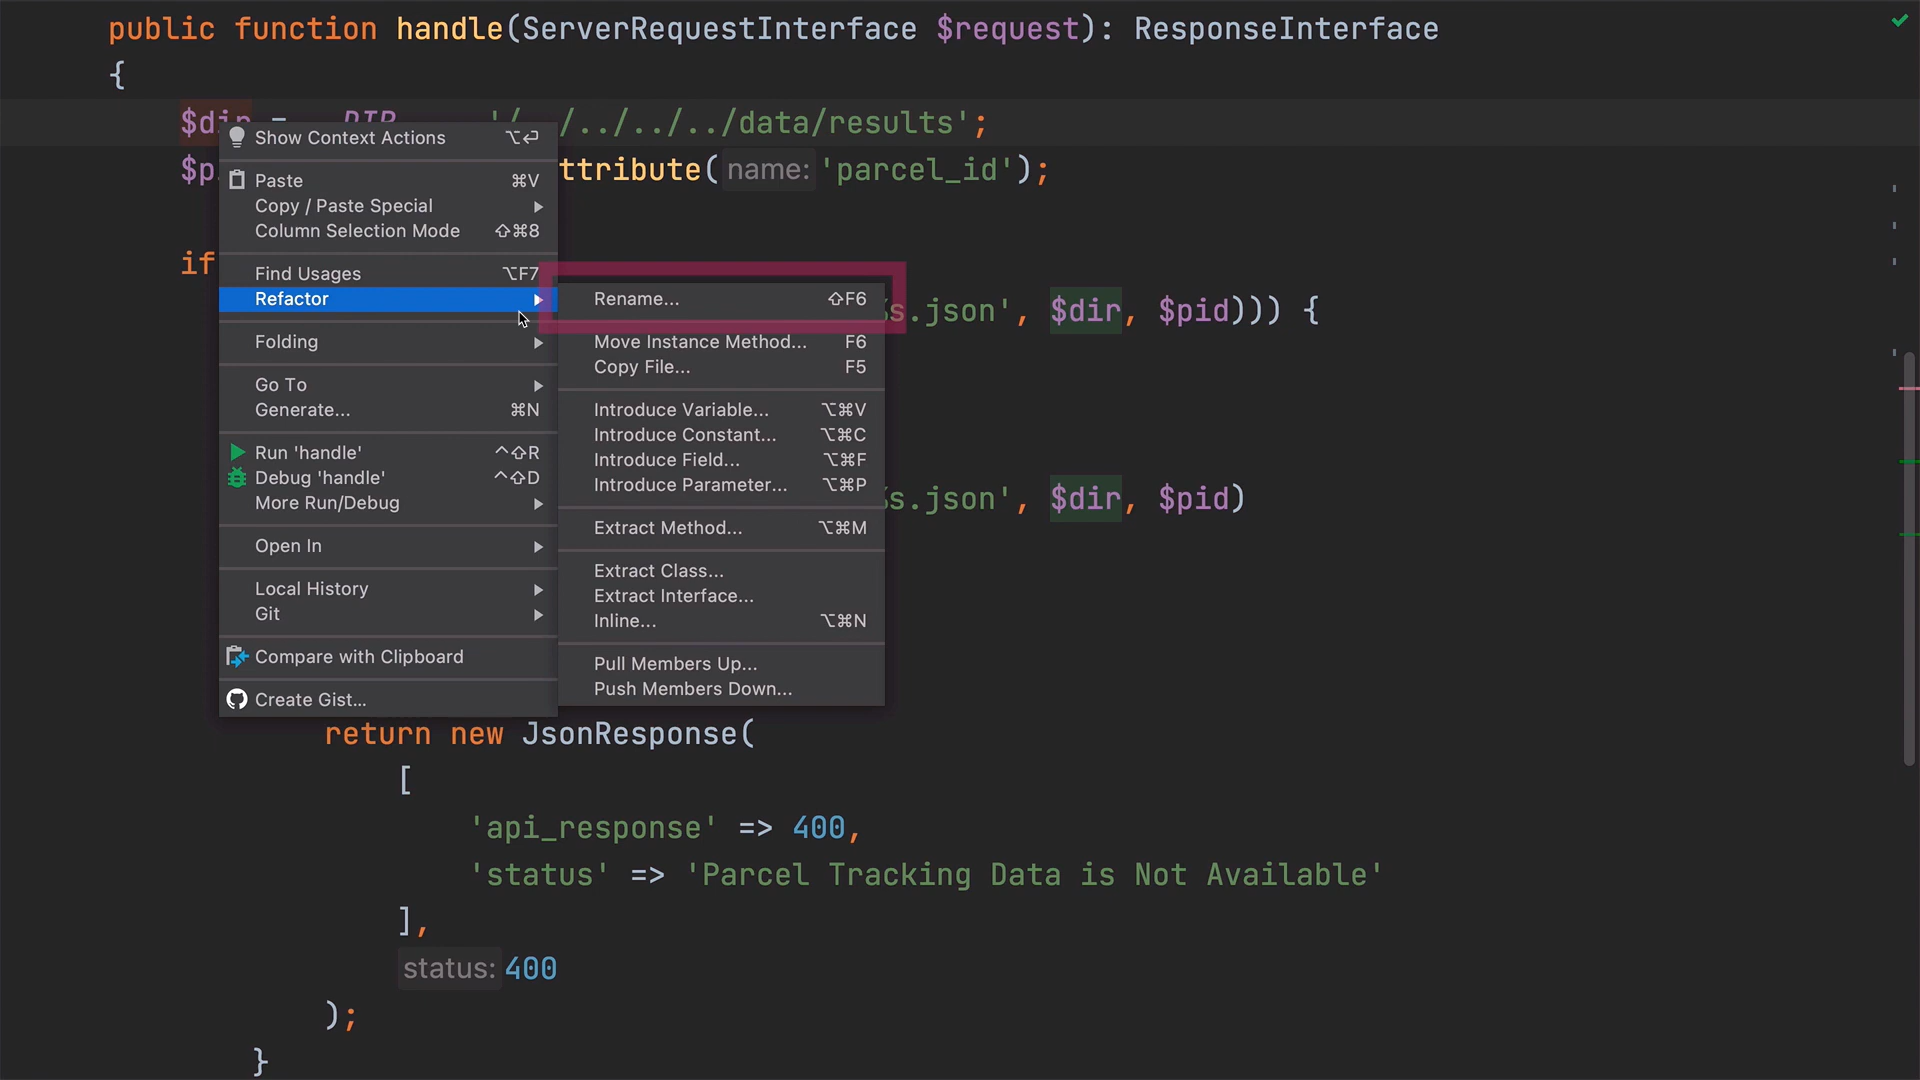 public function handle(ServerRequestInterface $request): ResponseInterface
{
$dir = __DIR__ . '/../../../../data/results';
Show Context Actions ⌥↩
$p ttribute( name: 'parcel_id');
Paste ⌘V
Copy / Paste Special
Column Selection Mode ⇧⌘8
if
Find Usages ⌥F7
Refactor
Rename... ⇧F6
s.json', $dir, $pid))) {
Folding
Move Instance Method... F6
Copy File... F5
Go To
Generate... ⌘N
Introduce Variable... ⌥⌘V
Introduce Constant... ⌥⌘C
Run 'handle' ^⇧R
Introduce Field... ⌥⌘F
Debug 'handle' ^⇧D
Introduce Parameter... ⌥⌘P
More Run/Debug
s.json', $dir, $pid)
Extract Method... ⌥⌘M
Open In
Extract Class...
Local History
Extract Interface...
Git
Inline... ⌥⌘N
Compare with Clipboard
Pull Members Up...
Push Members Down...
Create Gist...
return new JsonResponse(
[
'api_response' => 400,
'status' => 'Parcel Tracking Data is Not Available'
],
status: 400
);
}